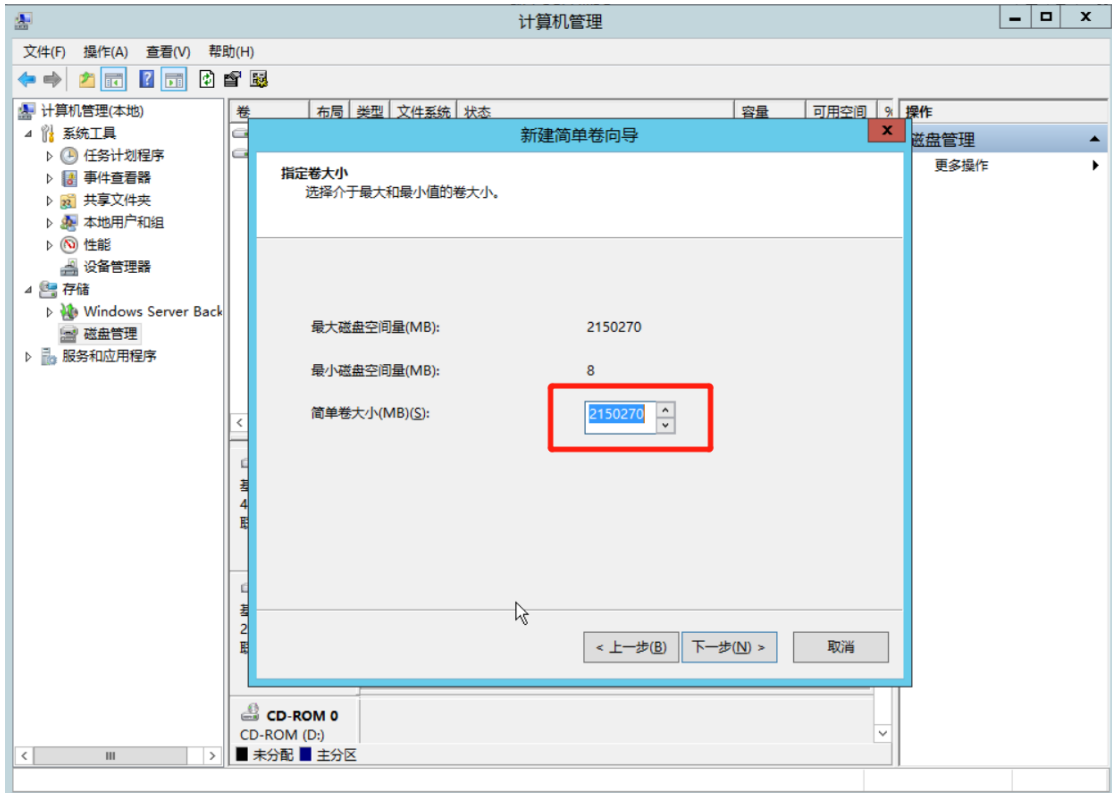 计算机管理
文件(F) 操作(A) 查看(V) 帮助(H)
计算机管理(本地)
系统工具
任务计划程序
事件查看器
共享文件夹
本地用户和组
性能
设备管理器
存储
Windows Server Back
磁盘管理
服务和应用程序
卷 布局 类型 文件系统 状态 容量 可用空间 %
新建简单卷向导
指定卷大小
选择介于最大和最小值的卷大小。
最大磁盘空间量(MB): 2150270
最小磁盘空间量(MB): 8
简单卷大小(MB)(S): 2150270
< 上一步(B) 下一步(N) > 取消
基
4
联
基
2
联
CD-ROM 0
CD-ROM (D:)
未分配 主分区
操作
磁盘管理
更多操作